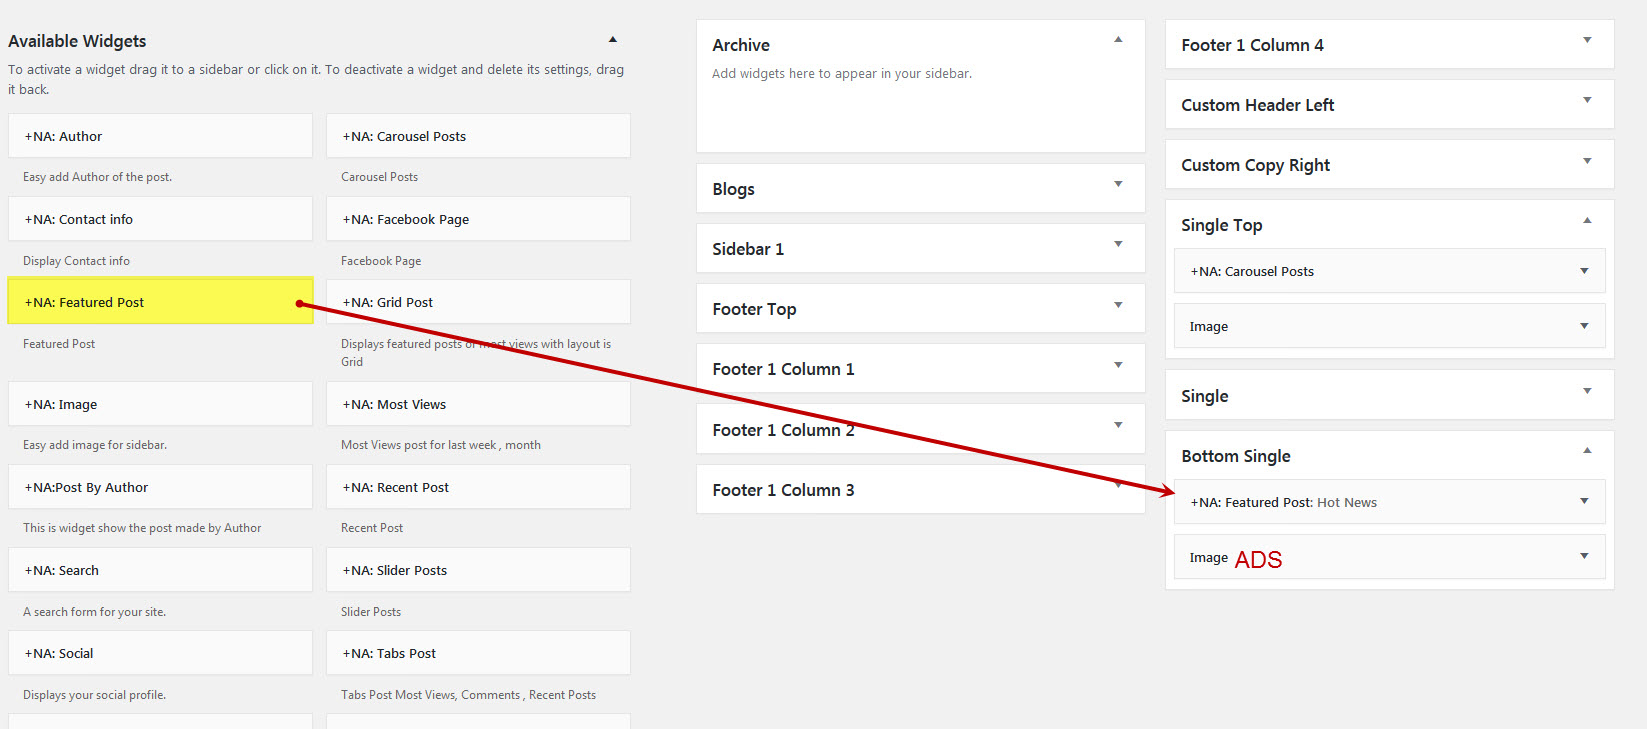 Available Widgets
To activate a widget drag it to a sidebar or click on it. To deactivate a widget and delete its settings, drag
it back.
+NA: Author
+NA: Carousel Posts
Easy add Author of the post.
Carousel Posts
+NA: Contact info
+NA: Facebook Page
Display Contact info
Facebook Page
+NA: Featured Post
+NA: Grid Post
Featured Post
Displays featured posts or most views with layout is
Grid
+NA: Image
+NA: Most Views
Easy add image for sidebar.
Most Views post for last week , month
+NA:Post By Author
+NA: Recent Post
This is widget show the post made by Author
Recent Post
+NA: Search
+NA: Slider Posts
A search form for your site.
Slider Posts
+NA: Social
+NA: Tabs Post
Displays your social profile.
Tabs Post Most Views, Comments , Recent Posts
Archive
Add widgets here to appear in your sidebar.
Blogs
Sidebar 1
Footer Top
Footer 1 Column 1
Footer 1 Column 2
Footer 1 Column 3
Footer 1 Column 4
Custom Header Left
Custom Copy Right
Single Top
+NA: Carousel Posts
Image
Single
Bottom Single
+NA: Featured Post: Hot News
Image ADS